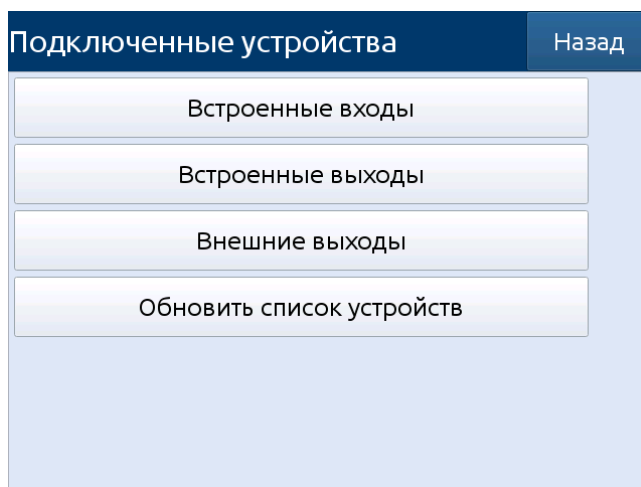 Подключенные устройства
Назад
Встроенные входы
Встроенные выходы
Внешние выходы
Обновить список устройств